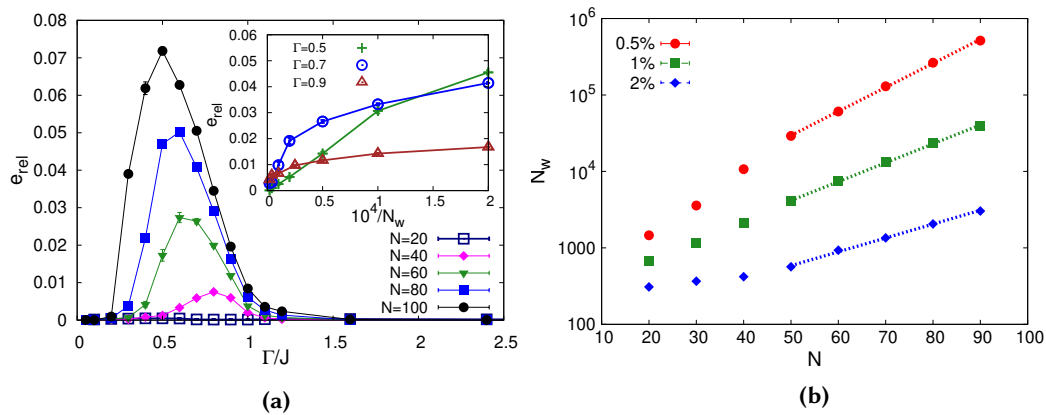 0.08
0.07
0.06
0.05
0.04
0.03
0.02
0.01
0
e_rel
0 0.5 1 1.5 2 2.5
Γ/J
0.06
0.05
0.04
0.03
0.02
0.01
0.00
e_rel
0 0.5 1 1.5 2
10^4/N_w
Γ=0.5
Γ=0.7
Γ=0.9
N=20
N=40
N=60
N=80
N=100
(a)
10^6
10^5
10^4
1000
100
N_w
0.5%
1%
2%
10 20 30 40 50 60 70 80 90 100
N
(b)